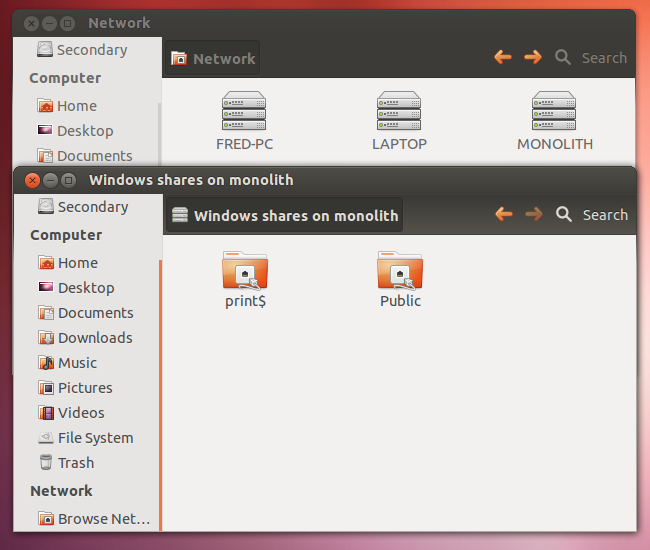 Network
Secondary
Computer
Home
Desktop
Documents
Network
Search
FRED-PC
LAPTOP
MONOLITH
Windows shares on monolith
Secondary
Computer
Home
Desktop
Documents
Downloads
Music
Pictures
Videos
File System
Trash
Network
Browse Net…
Windows shares on monolith
Search
print$
Public